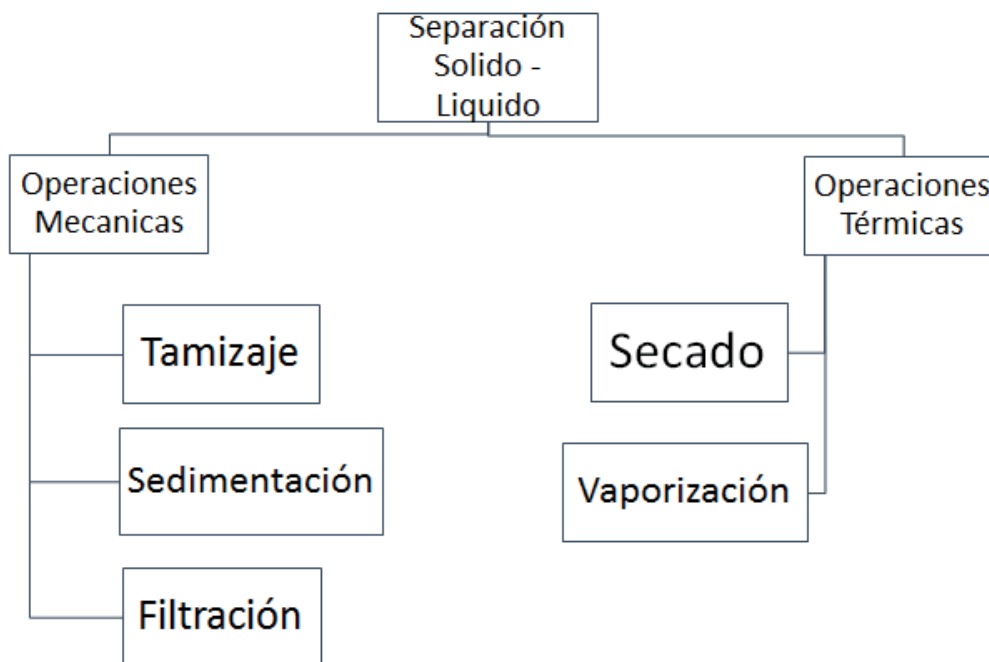 Separación
Solido -
Liquido
Operaciones
Mecanicas
Operaciones
Térmicas
Tamizaje
Secado
Sedimentación
Vaporización
Filtración